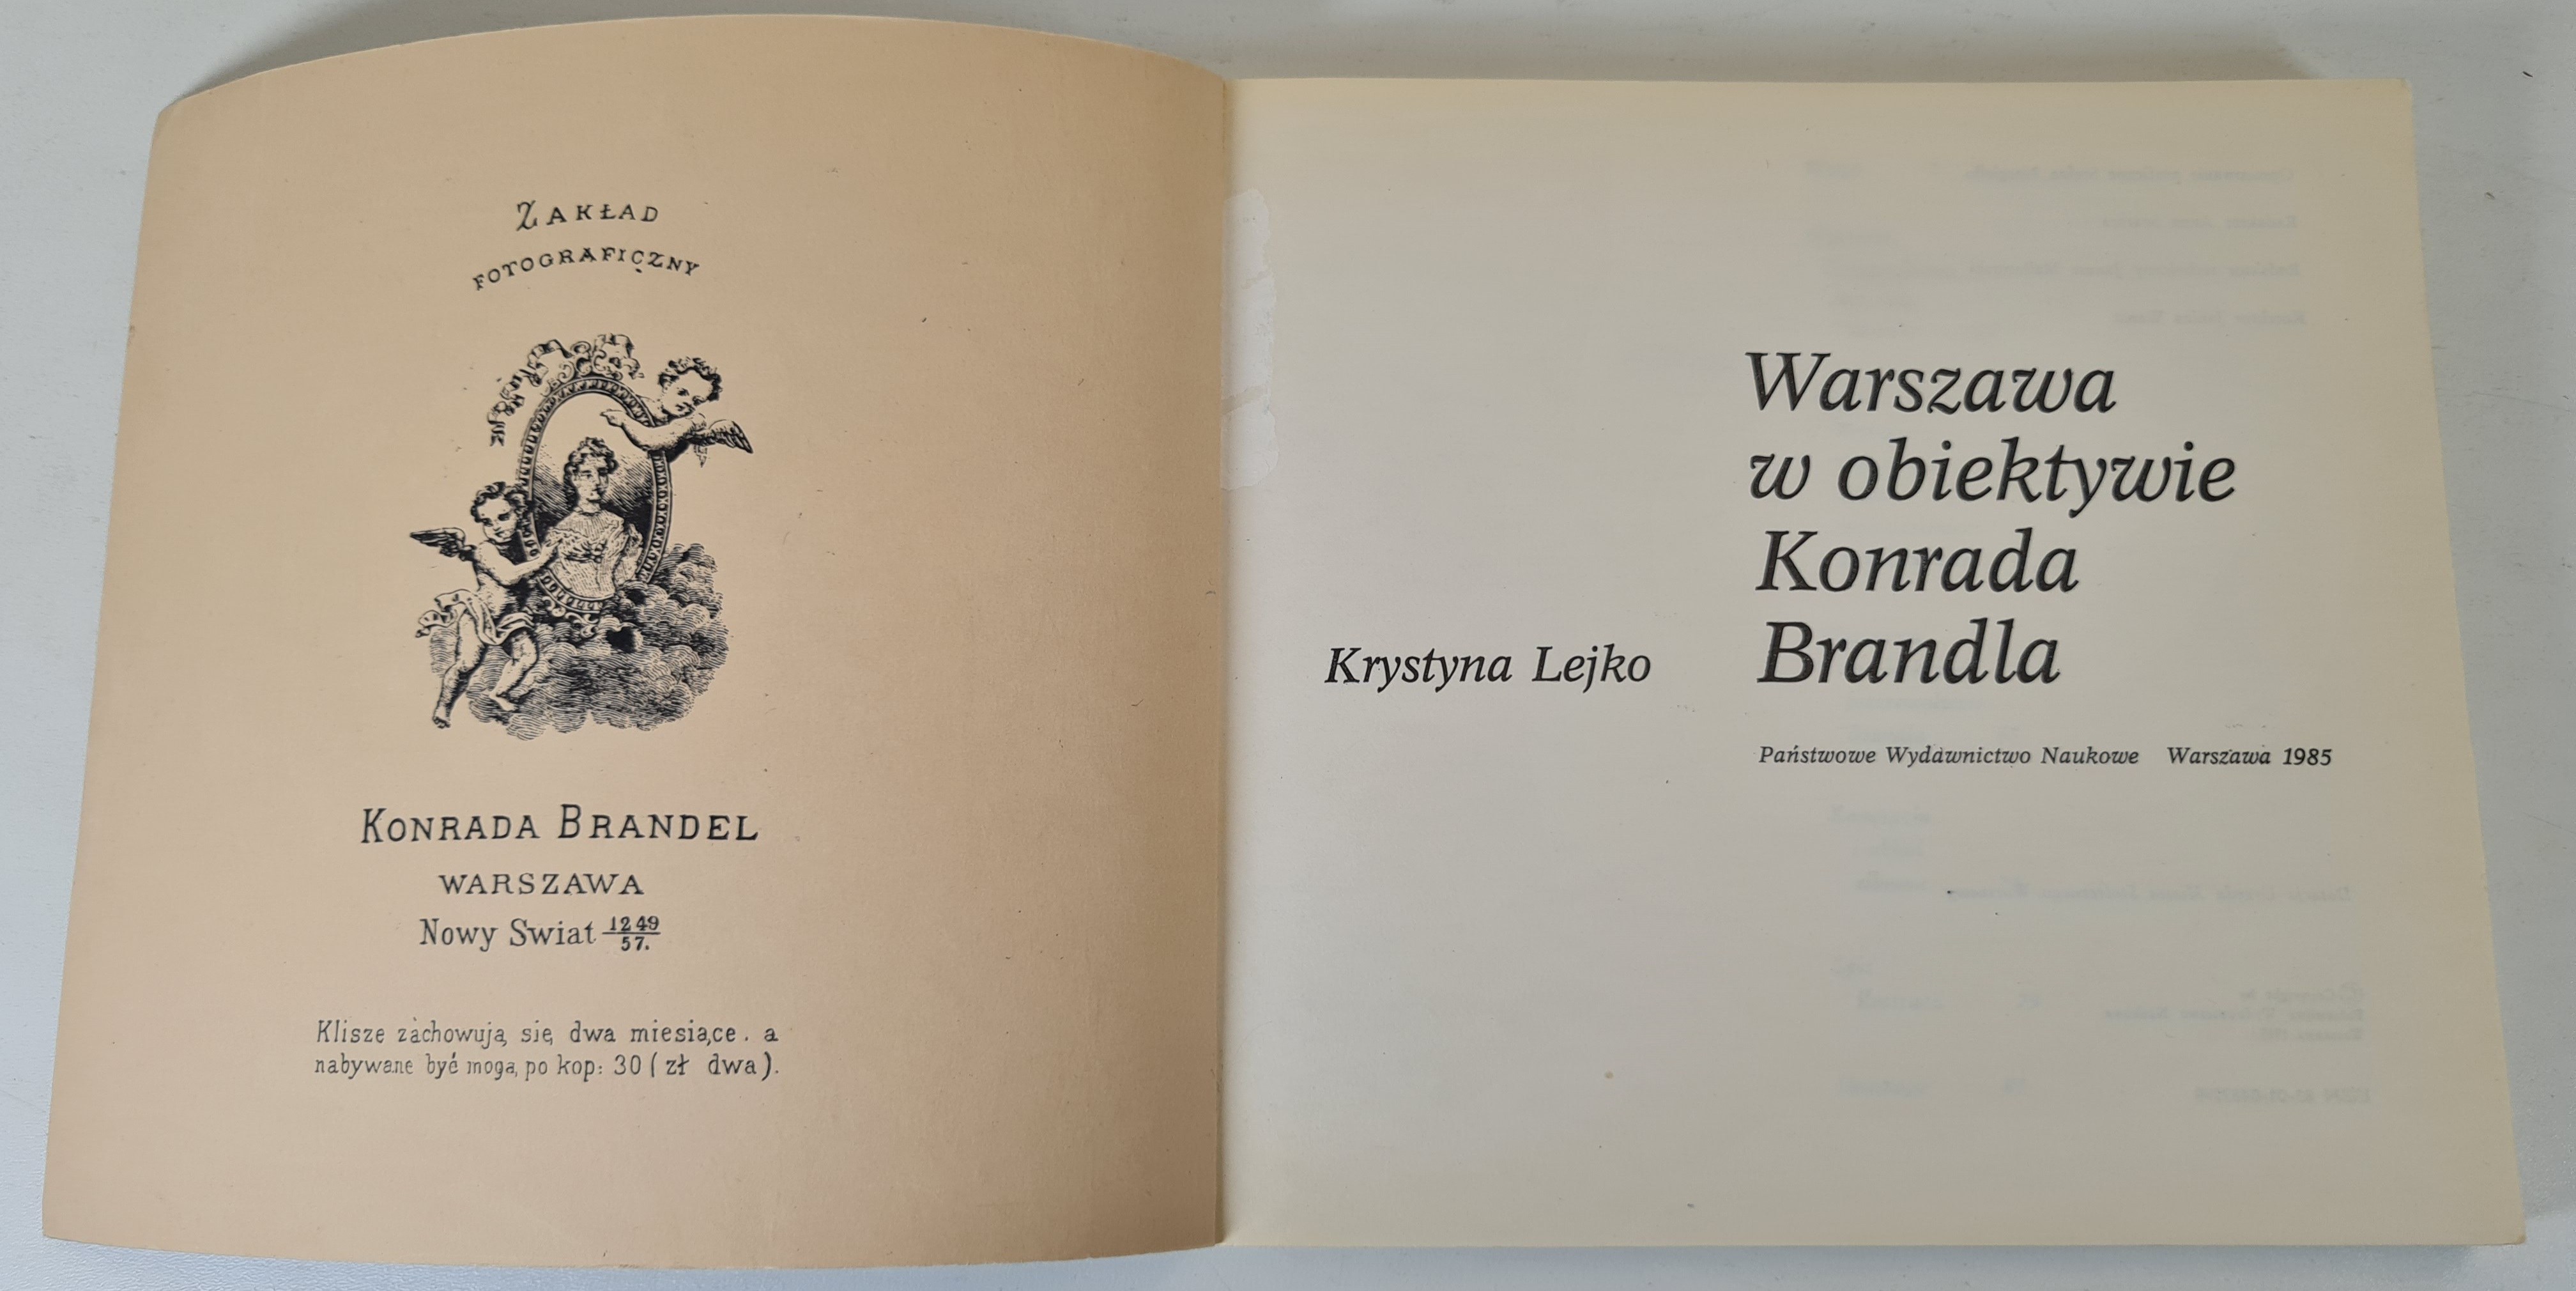 ZAKŁAD
FOTOGRAFICZNY
KONRADA BRANDEL
WARSZAWA
Nowy Swiat 1249/57.
Klisze zachowują się dwa miesiące. a
nabywane być mogą po kop: 30 (zł dwa).
Krystyna Lejko
Warszawa
w obiektywie
Konrada
Brandla
Państwowe Wydawnictwo Naukowe Warszawa 1985